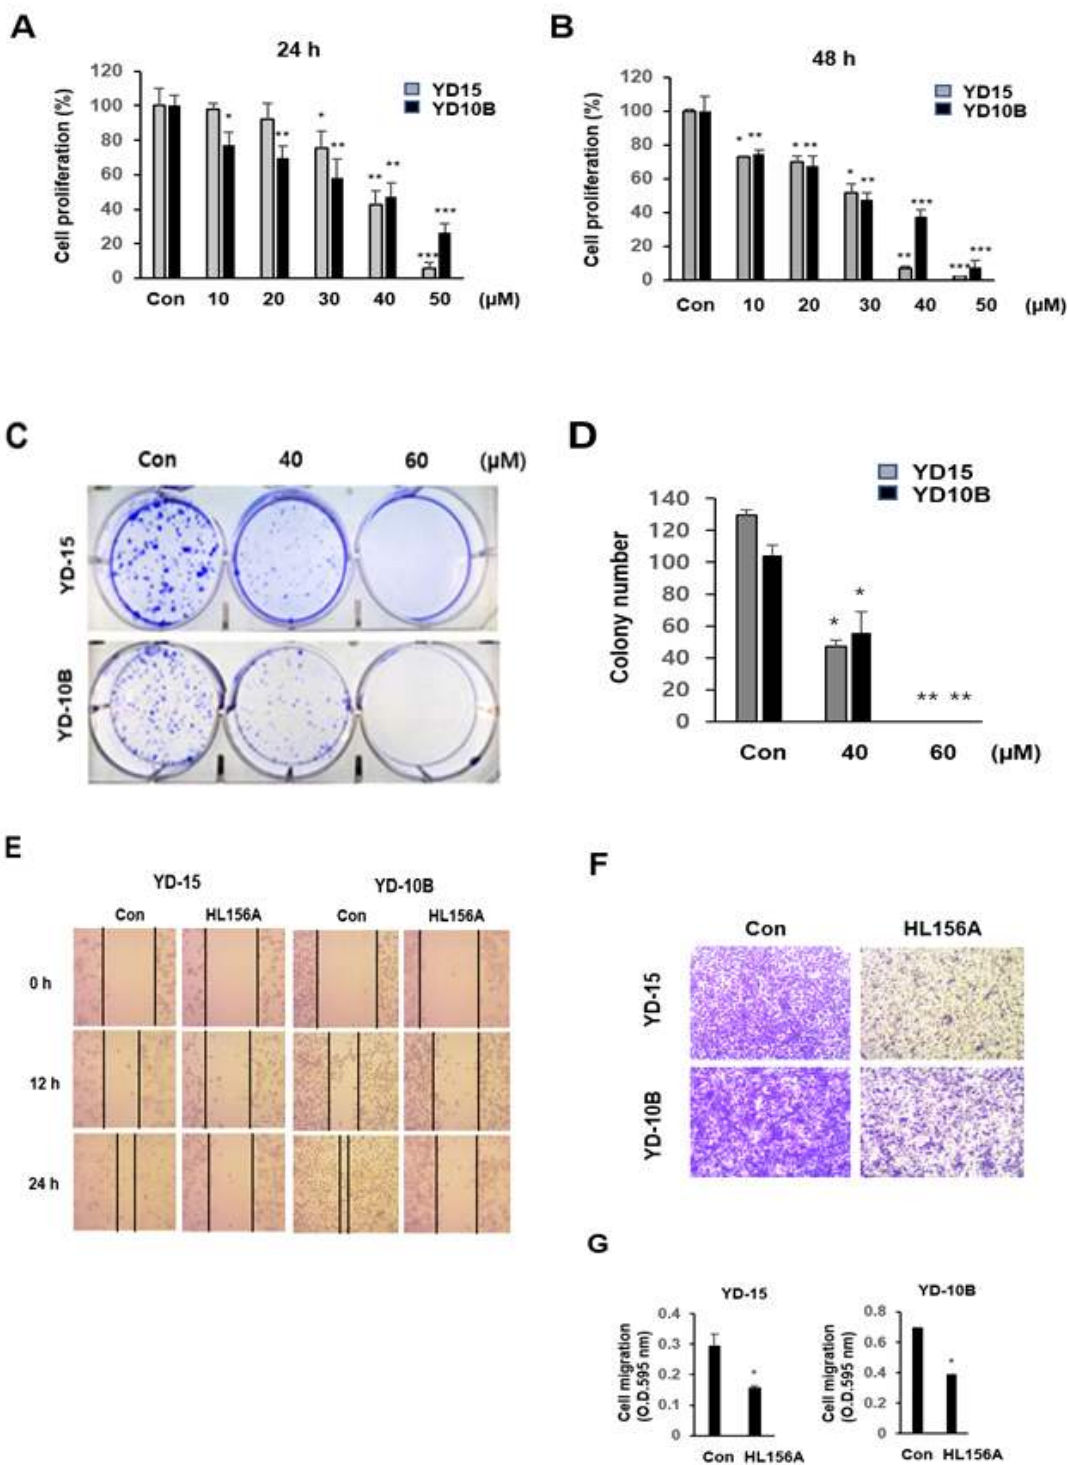 A
24 h
Cell proliferation (%)
120
100
80
60
40
20
0
YD15
YD10B
*
**
*
**
**
**
***
***
Con 10 20 30 40 50 (µM)
B
48 h
Cell proliferation (%)
120
100
80
60
40
20
0
YD15
YD10B
* **
* **
*
**
**
***
***
***
Con 10 20 30 40 50 (µM)
C
Con 40 60 (µM)
YD-15
YD-10B
D
YD15
YD10B
Colony number
140
120
100
80
60
40
20
0
*
*
** **
Con 40 60 (µM)
E
YD-15 YD-10B
Con HL156A Con HL156A
0 h
12 h
24 h
F
Con HL156A
YD-15
YD-10B
G
YD-15
Cell migration
(O.D.595 nm)
0.4
0.3
0.2
0.1
0
*
Con HL156A
YD-10B
Cell migration
(O.D.595 nm)
0.8
0.6
0.4
0.2
0
*
Con HL156A